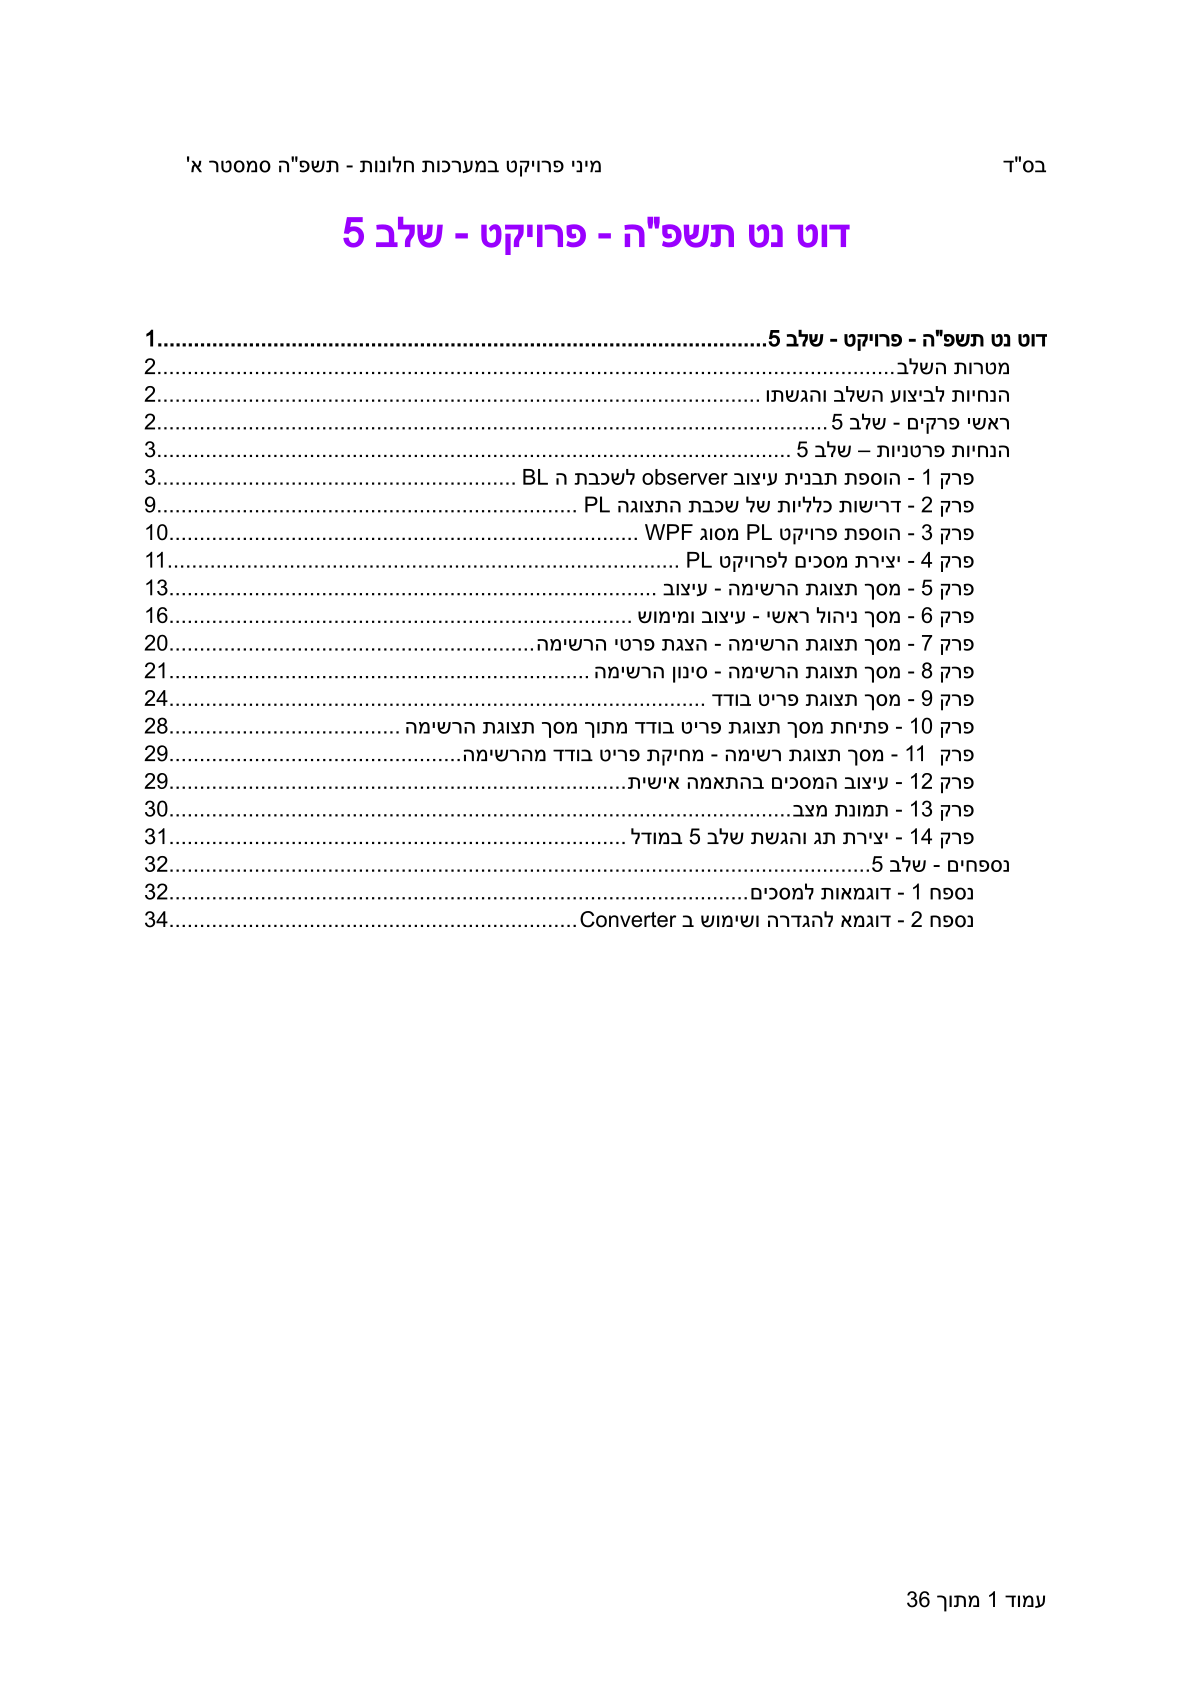 בס"ד מיני פרויקט במערכות חלונות - תשפ"ה סמסטר א'
דוט נט תשפ"ה - פרויקט - שלב 5
דוט נט תשפ"ה - פרויקט - שלב 5....................1
מטרות השלב....................2
הנחיות לביצוע השלב והגשתו....................2
ראשי פרקים - שלב 5....................2
הנחיות פרטניות – שלב 5....................3
פרק 1 - הוספת תבנית עיצוב observer לשכבת ה BL....................3
פרק 2 - דרישות כלליות של שכבת התצוגה PL....................9
פרק 3 - הוספת פרויקט PL מסוג WPF....................10
פרק 4 - יצירת מסכים לפרויקט PL....................11
פרק 5 - מסך תצוגת הרשימה - עיצוב....................13
פרק 6 - מסך ניהול ראשי - עיצוב ומימוש....................16
פרק 7 - מסך תצוגת הרשימה - הצגת פרטי הרשימה....................20
פרק 8 - מסך תצוגת הרשימה - סינון הרשימה....................21
פרק 9 - מסך תצוגת פריט בודד....................24
פרק 10 - פתיחת מסך תצוגת פריט בודד מתוך מסך תצוגת הרשימה....................28
פרק 11 - מסך תצוגת רשימה - מחיקת פריט בודד מהרשימה....................29
פרק 12 - עיצוב המסכים בהתאמה אישית....................29
פרק 13 - תמונת מצב....................30
פרק 14 - יצירת תג והגשת שלב 5 במודל....................31
נספחים - שלב 5....................32
נספח 1 - דוגמאות למסכים....................32
נספח 2 - דוגמא להגדרה ושימוש ב Converter....................34
עמוד 1 מתוך 36